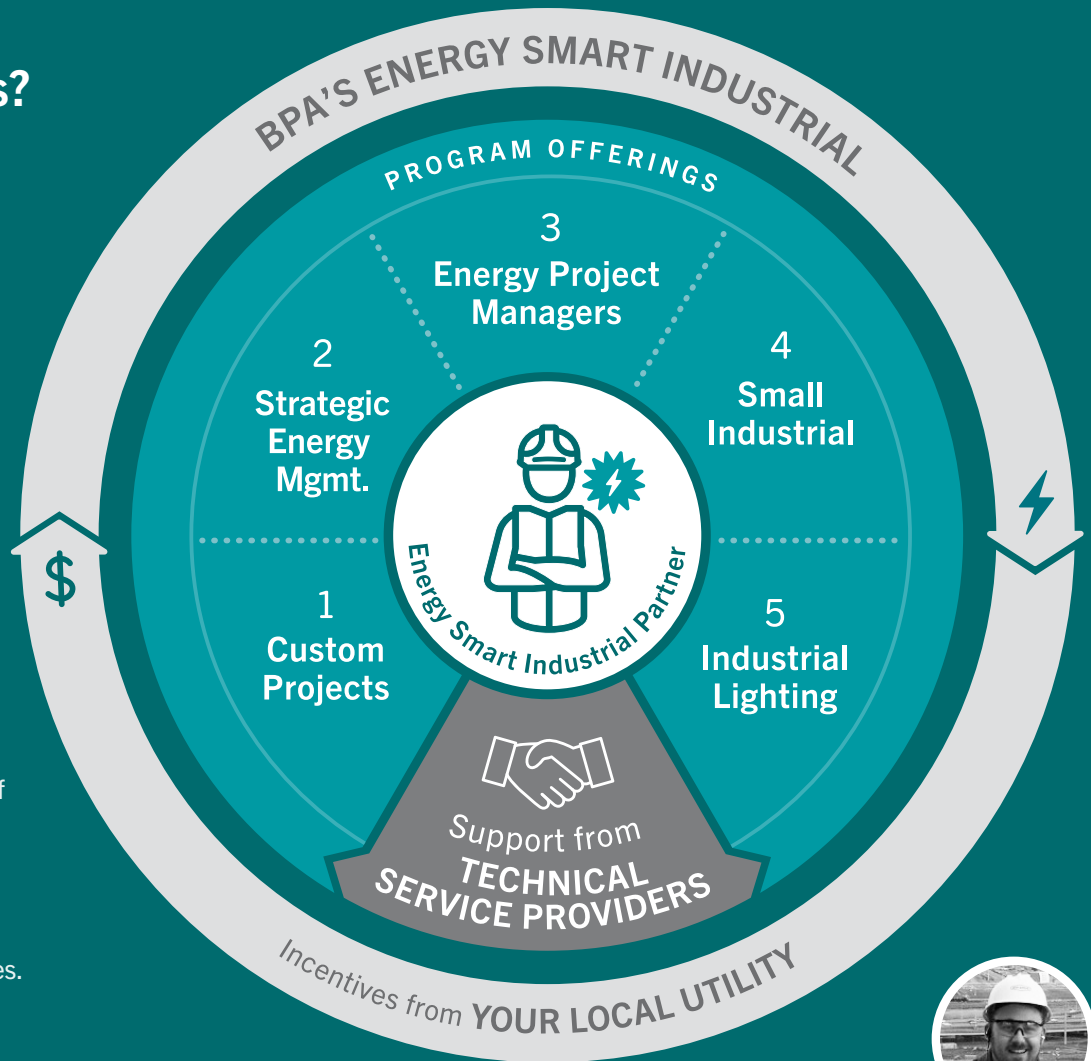 s?
BPA'S ENERGY SMART INDUSTRIAL
PROGRAM OFFERINGS
3
Energy Project
Managers
2
Strategic
Energy
Mgmt.
4
Small
Industrial
$
Energy Smart Industrial Partner
1
Custom
Projects
5
Industrial
Lighting
f
Support from
TECHNICAL
SERVICE PROVIDERS
es.
Incentives from YOUR LOCAL UTILITY